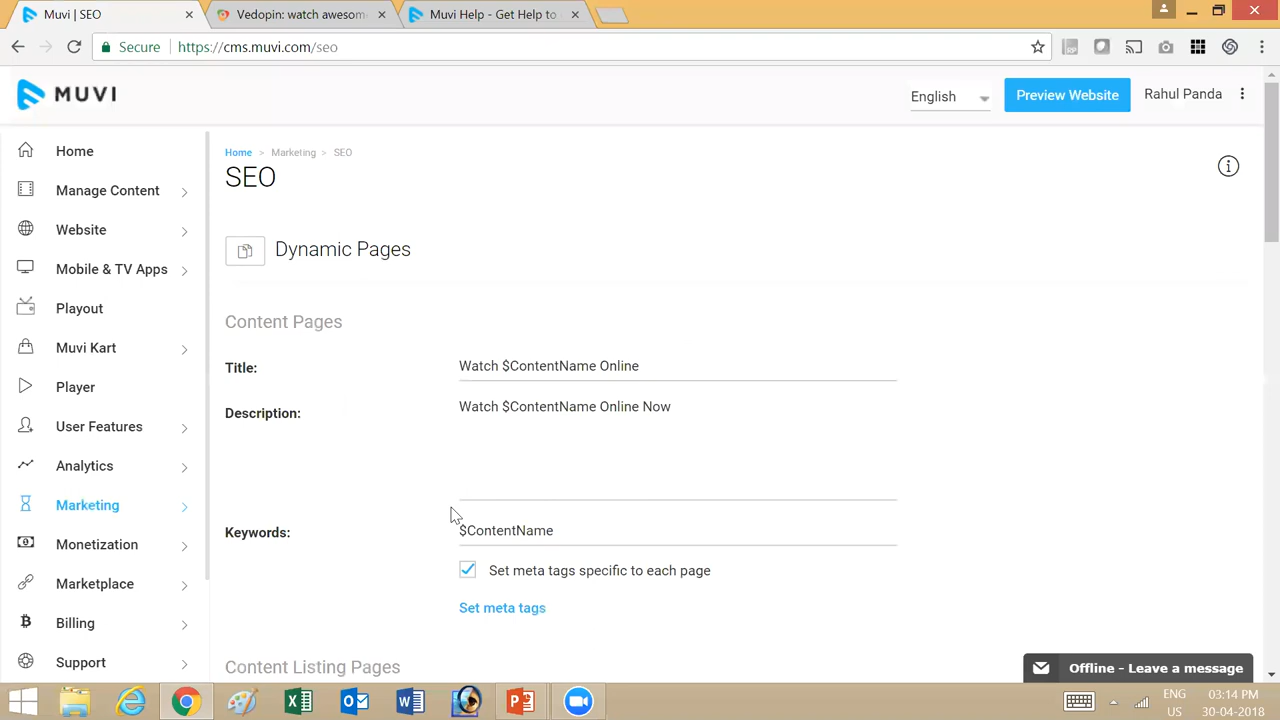 Muvi | SEO
Vedopin: watch awesom
Muvi Help - Get Help to
Secure
https://cms.muvi.com/seo
MUVI
English
Preview Website
Rahul Panda
Home
Manage Content
Website
Mobile & TV Apps
Playout
Muvi Kart
Player
User Features
Analytics
Marketing
Monetization
Marketplace
Billing
Support
Home > Marketing > SEO
SEO
Dynamic Pages
Content Pages
Title: Watch $ContentName Online
Description: Watch $ContentName Online Now
Keywords: $ContentName
Set meta tags specific to each page
Set meta tags
Content Listing Pages
Offline - Leave a message
ENG 03:14 PM
US 30-04-2018